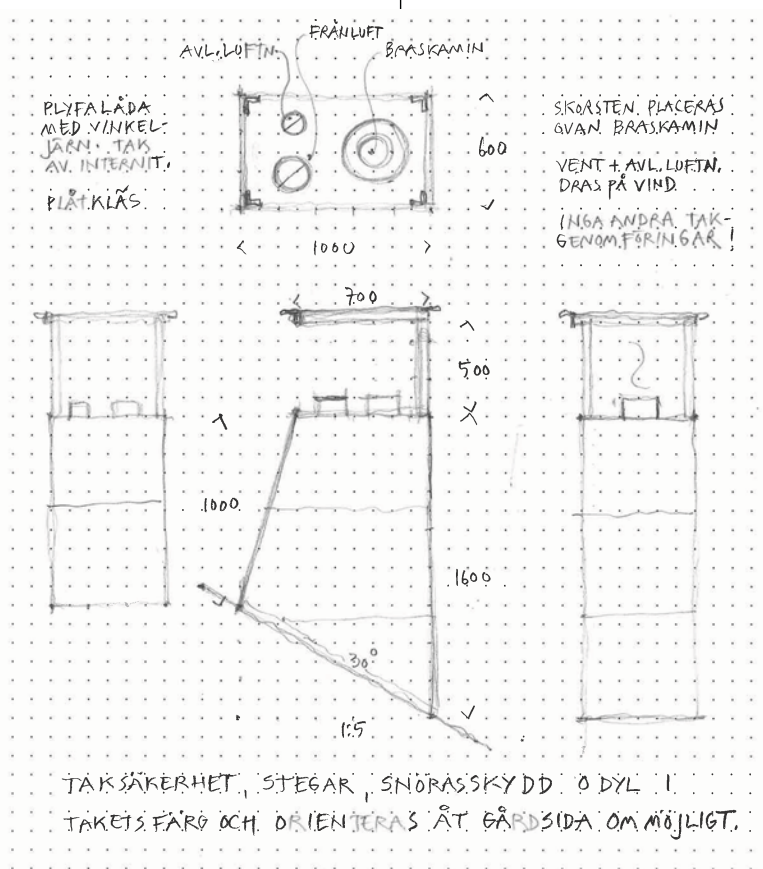 FRÅNLUFT
AVL.LUFTN.
BRASKAMIN
PLYFALÅDA
MED VINKEL-
JÄRN. TAK
AV INTERNIT.
PLÅTKLÄS.
SKORSTEN PLACERAS
OVAN BRASKAMIN
VENT + AVL. LUFTN.
DRAS PÅ VIND
INGA ANDRA TAK-
GENOMFÖRINGAR!
600
1000
700
500
1000
1600
30°
1:5
TAKSÄKERHET, STEGAR, SNÖRASSKYDD O DYL I
TAKETS FÄRG OCH ORIENTERAS ÅT GÅRDSIDA OM MÖJLIGT.